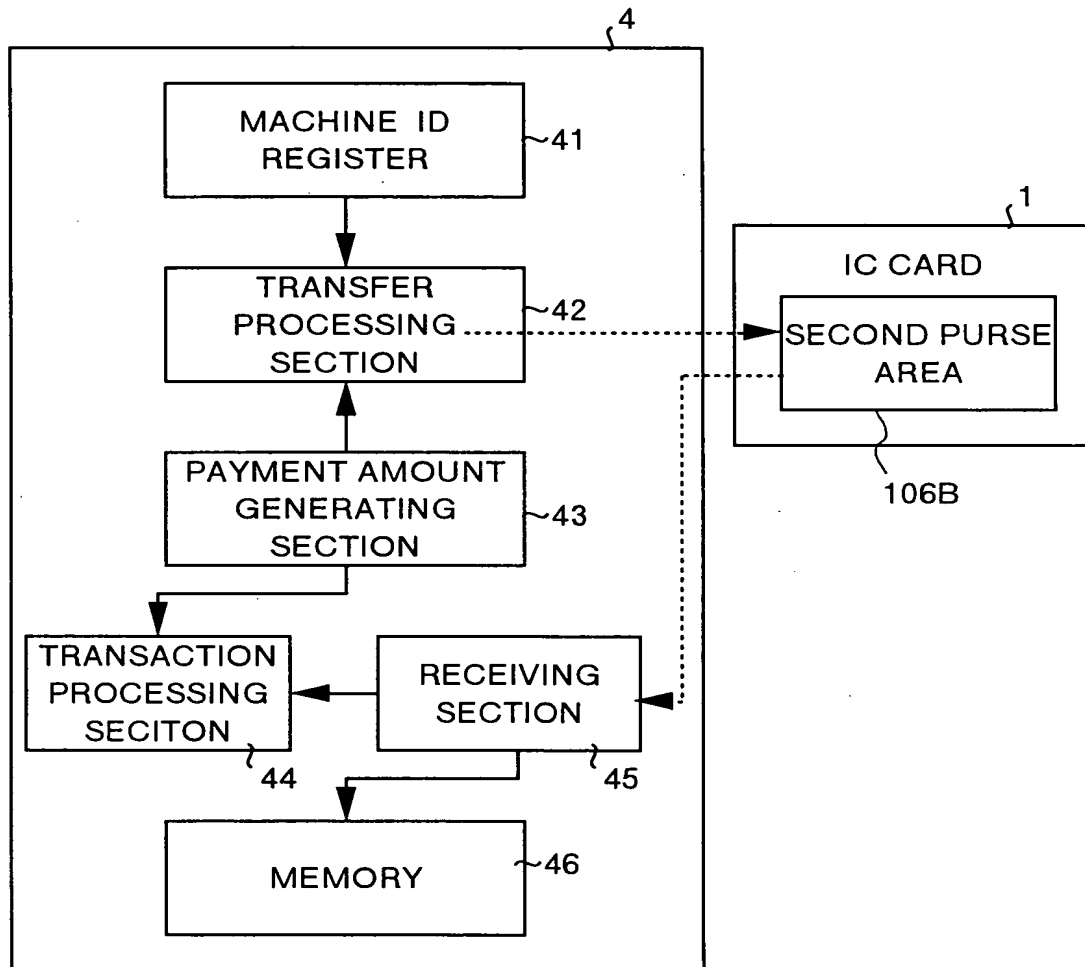 4
MACHINE ID
REGISTER
41
1
IC CARD
TRANSFER
PROCESSING
SECTION
42
SECOND PURSE
AREA
106B
PAYMENT AMOUNT
GENERATING
SECTION
43
TRANSACTION
PROCESSING
SECITON
44
RECEIVING
SECTION
45
MEMORY
46